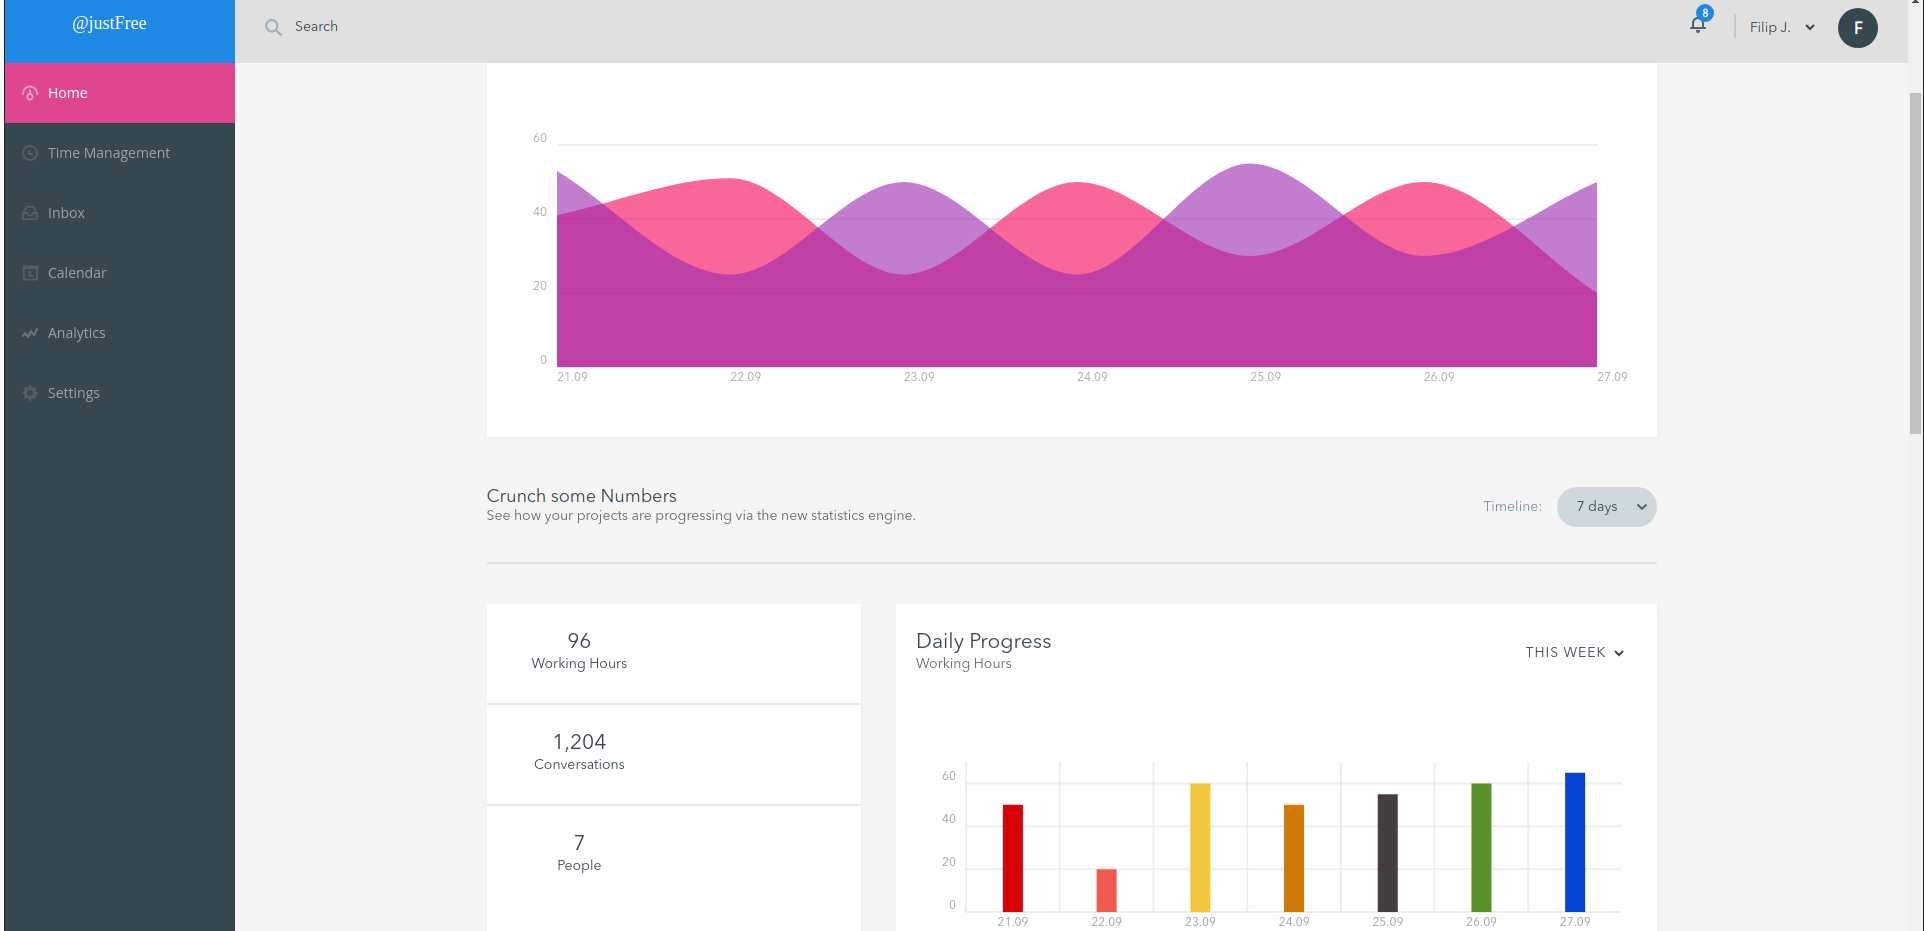 @justFree
Search
8
Filip J.
F
Home
Time Management
Inbox
Calendar
Analytics
Settings
60
40
20
0
21.09 22.09 23.09 24.09 25.09 26.09 27.09
Crunch some Numbers
See how your projects are progressing via the new statistics engine.
Timeline: 7 days
96
Working Hours
1,204
Conversations
7
People
Daily Progress
Working Hours
THIS WEEK
60
40
20
0
21.09 22.09 23.09 24.09 25.09 26.09 27.09